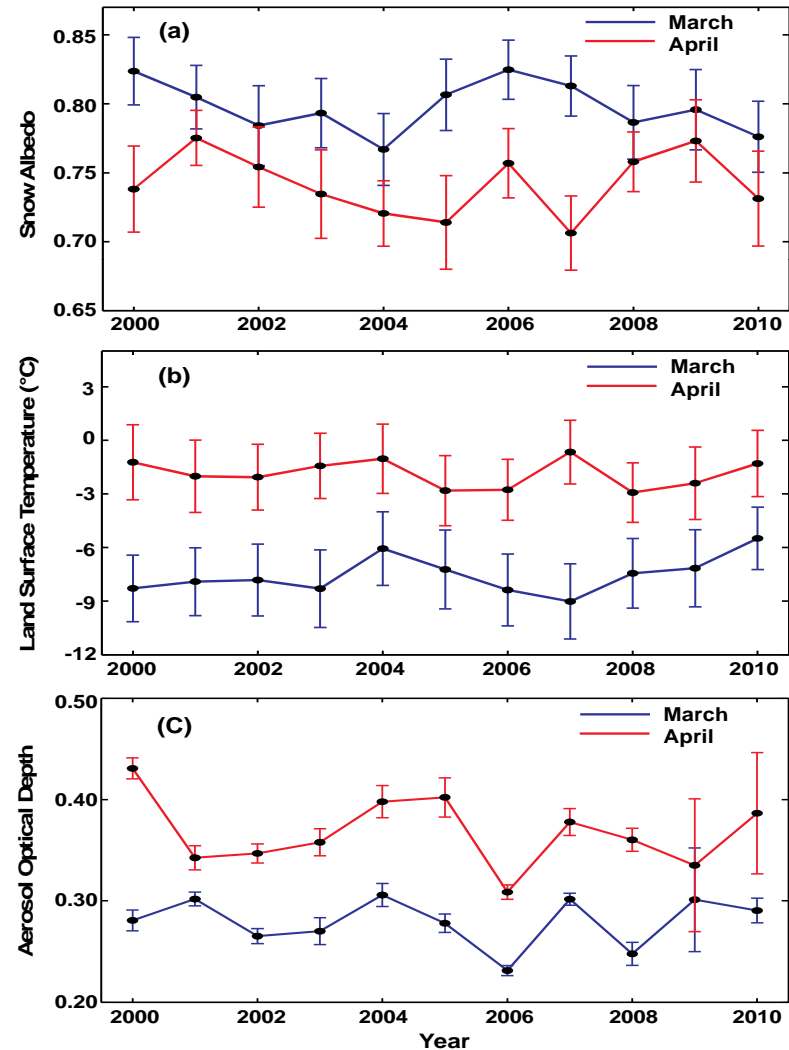 (a)
March
April
Snow Albedo
0.85
0.80
0.75
0.70
0.65
2000 2002 2004 2006 2008 2010
(b)
March
April
Land Surface Temperature (°C)
3
0
-3
-6
-9
-12
2000 2002 2004 2006 2008 2010
(C)
March
April
Aerosol Optical Depth
0.50
0.40
0.30
0.20
2000 2002 2004 2006 2008 2010
Year